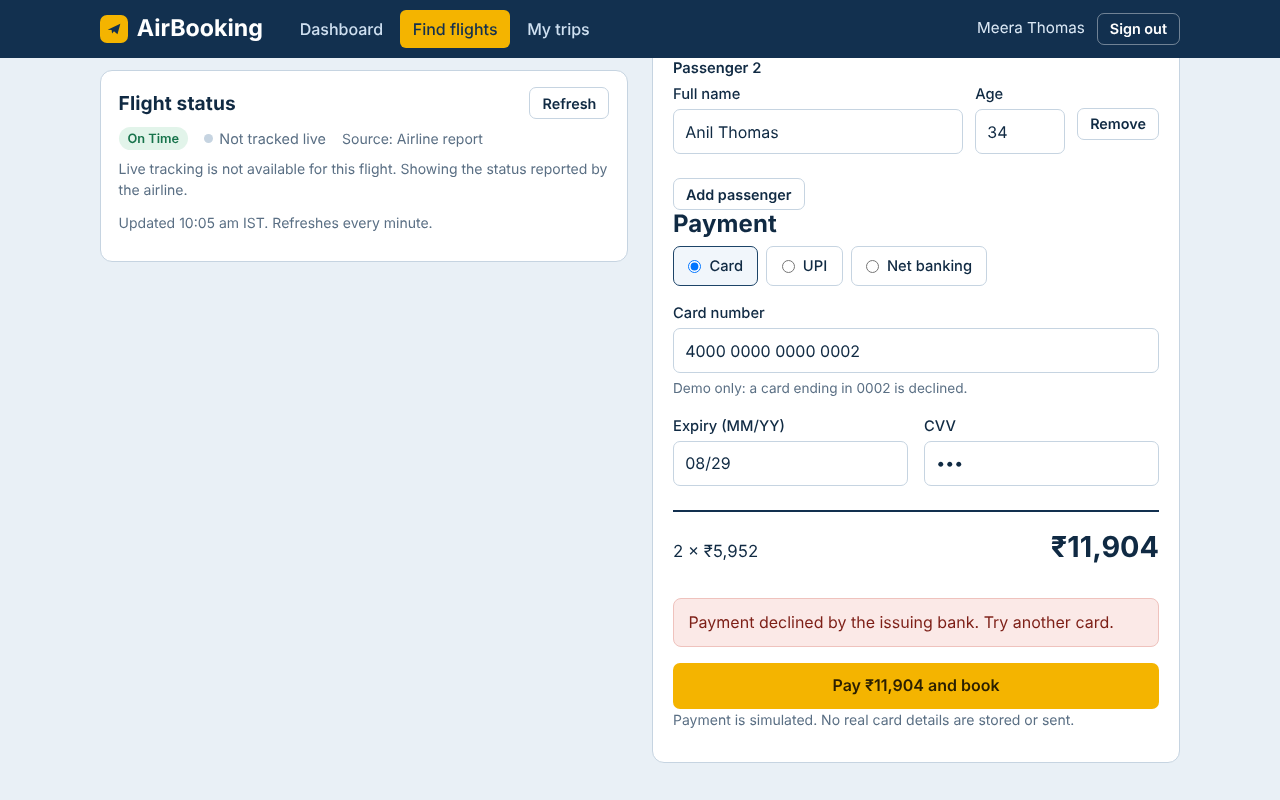 AirBooking
Dashboard
Find flights
My trips
Meera Thomas
Sign out
Flight status
Refresh
On Time
Not tracked live
Source: Airline report
Live tracking is not available for this flight. Showing the status reported by
the airline.
Updated 10:05 am IST. Refreshes every minute.
Passenger 2
Full name
Age
Anil Thomas
34
Remove
Add passenger
Payment
Card
UPI
Net banking
Card number
4000 0000 0000 0002
Demo only: a card ending in 0002 is declined.
Expiry (MM/YY)
CVV
08/29
•••
2 × ₹5,952
₹11,904
Payment declined by the issuing bank. Try another card.
Pay ₹11,904 and book
Payment is simulated. No real card details are stored or sent.